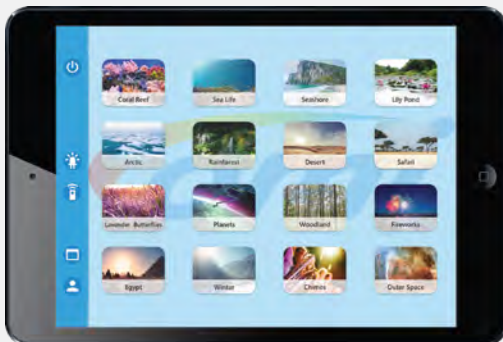 Coral Reef
Sea Life
Seashore
Lily Pond
Arctic
Rainforest
Desert
Safari
Lavender Butterflies
Planets
Woodland
Fireworks
Egypt
Winter
Chimes
Outer Space